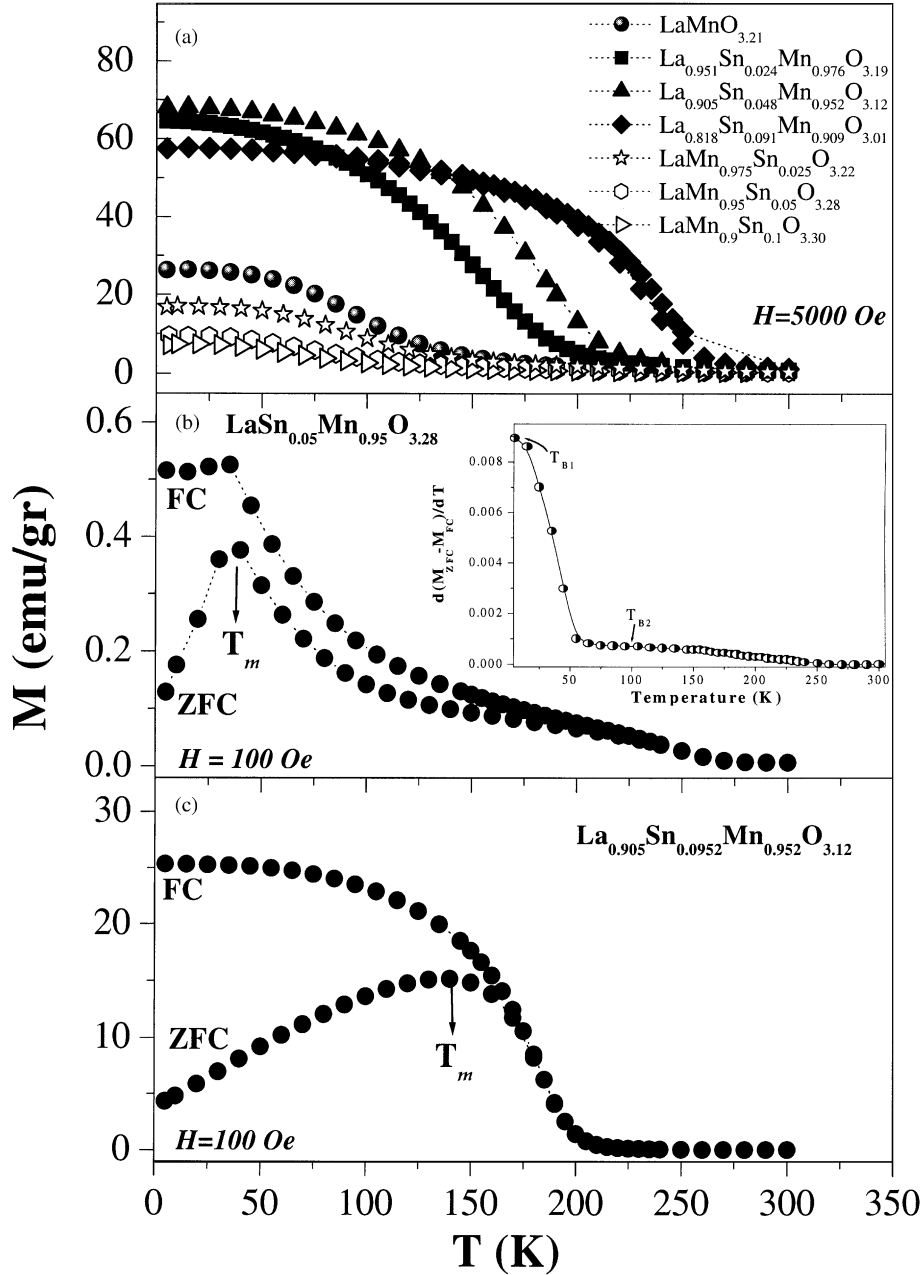 (a)
LaMnO3.21
La0.951Sn0.024Mn0.976O3.19
La0.905Sn0.048Mn0.952O3.12
La0.818Sn0.091Mn0.909O3.01
LaMn0.975Sn0.025O3.22
LaMn0.95Sn0.05O3.28
LaMn0.9Sn0.1O3.30
H=5000 Oe
80
60
40
20
0
(b)
LaSn0.05Mn0.95O3.28
FC
Tm
ZFC
H = 100 Oe
0.6
0.4
0.2
0.0
d(MZFC-MFC)/dT
0.008
0.006
0.004
0.002
0.000
TB1
TB2
50 100 150 200 250 300
Temperature (K)
M (emu/gr)
(c)
La0.905Sn0.0952Mn0.952O3.12
FC
ZFC
Tm
H=100 Oe
30
20
10
0
0 50 100 150 200 250 300
T (K)